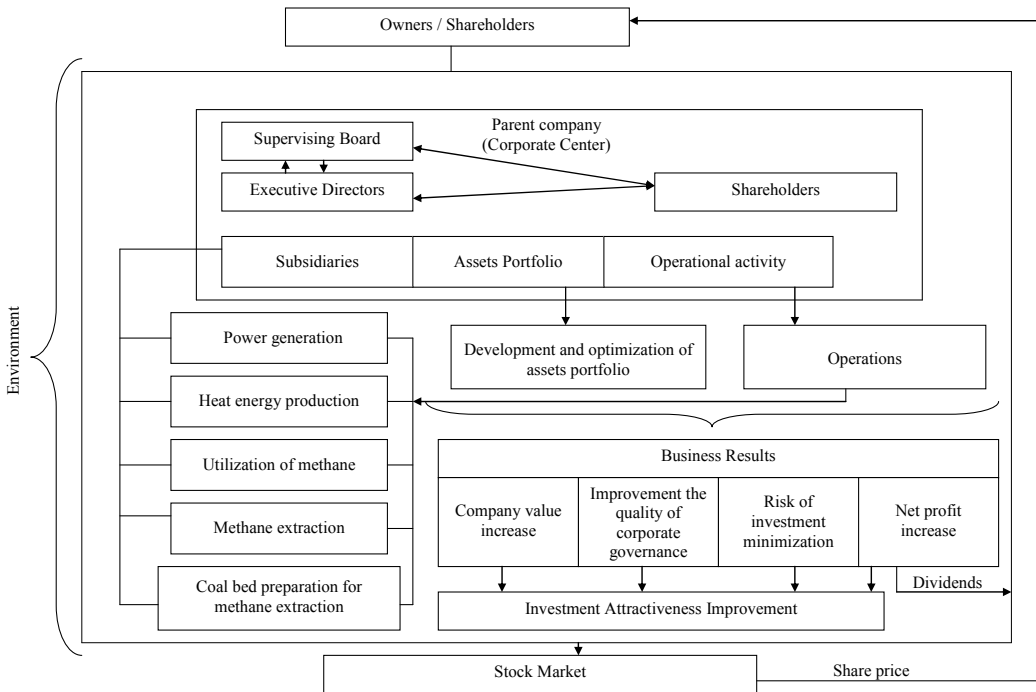 Owners / Shareholders
Environment
Parent company
(Corporate Center)
Supervising Board
Executive Directors
Shareholders
Subsidiaries
Assets Portfolio
Operational activity
Power generation
Development and optimization of
assets portfolio
Operations
Heat energy production
Utilization of methane
Methane extraction
Coal bed preparation for
methane extraction
Business Results
Company value
increase
Improvement the
quality of
corporate
governance
Risk of
investment
minimization
Net profit
increase
Dividends
Investment Attractiveness Improvement
Stock Market
Share price